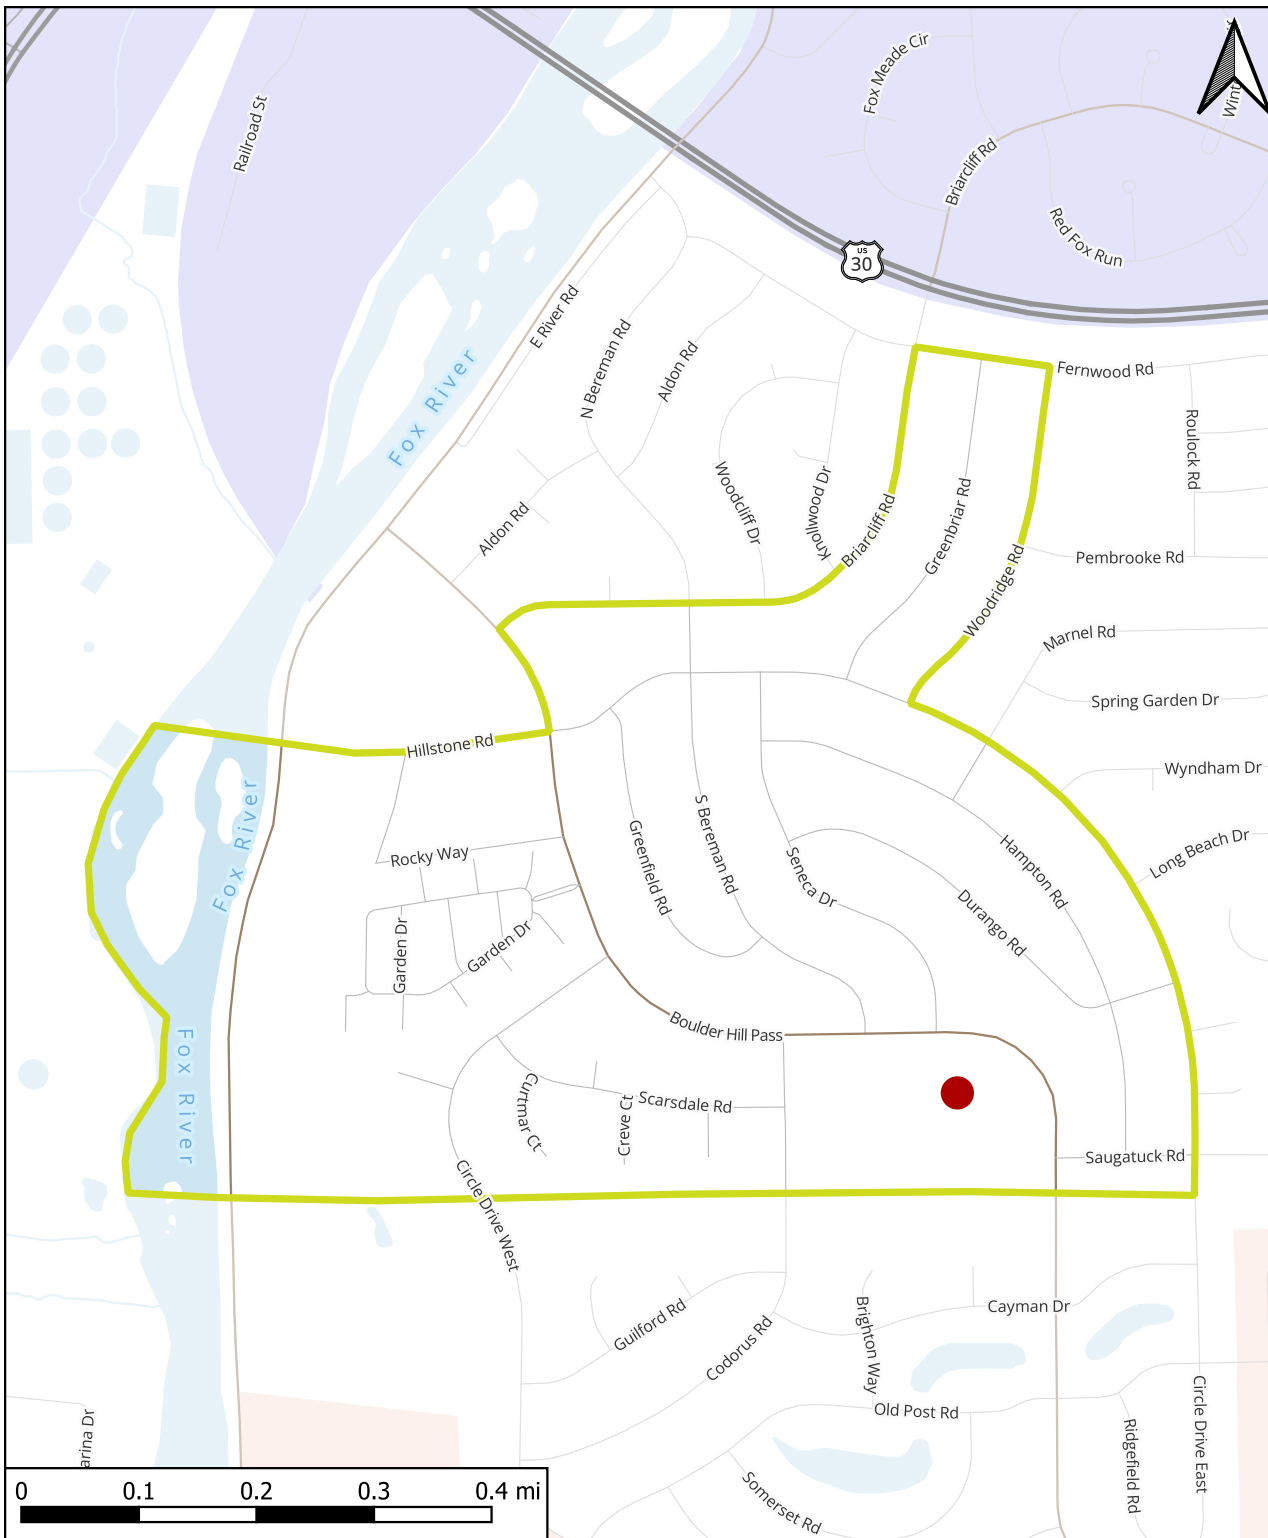 Fox Meade Cir
Wint
Railroad St
Briarcliff Rd
Red Fox Run
US
30
E River Rd
N Bereman Rd
Aldon Rd
Fox River
Fernwood Rd
Roulock Rd
Woodcliff Dr
Knollwood Dr
Briarcliff Rd
Greenbriar Rd
Aldon Rd
Woodridge Rd
Pembrooke Rd
Marnel Rd
Spring Garden Dr
Hillstone Rd
Wyndham Dr
Fox River
Rocky Way
Greenfield Rd
S Bereman Rd
Seneca Dr
Hampton Rd
Long Beach Dr
Durango Rd
Garden Dr
Garden Dr
Boulder Hill Pass
Fox River
Curtmar Ct
Creve Ct
Scarsdale Rd
Saugatuck Rd
Circle Drive West
Guilford Rd
Codorus Rd
Brighton Way
Cayman Dr
Old Post Rd
Circle Drive East
Ridgefield Rd
arina Dr
Somerset Rd
0 0.1 0.2 0.3 0.4 mi